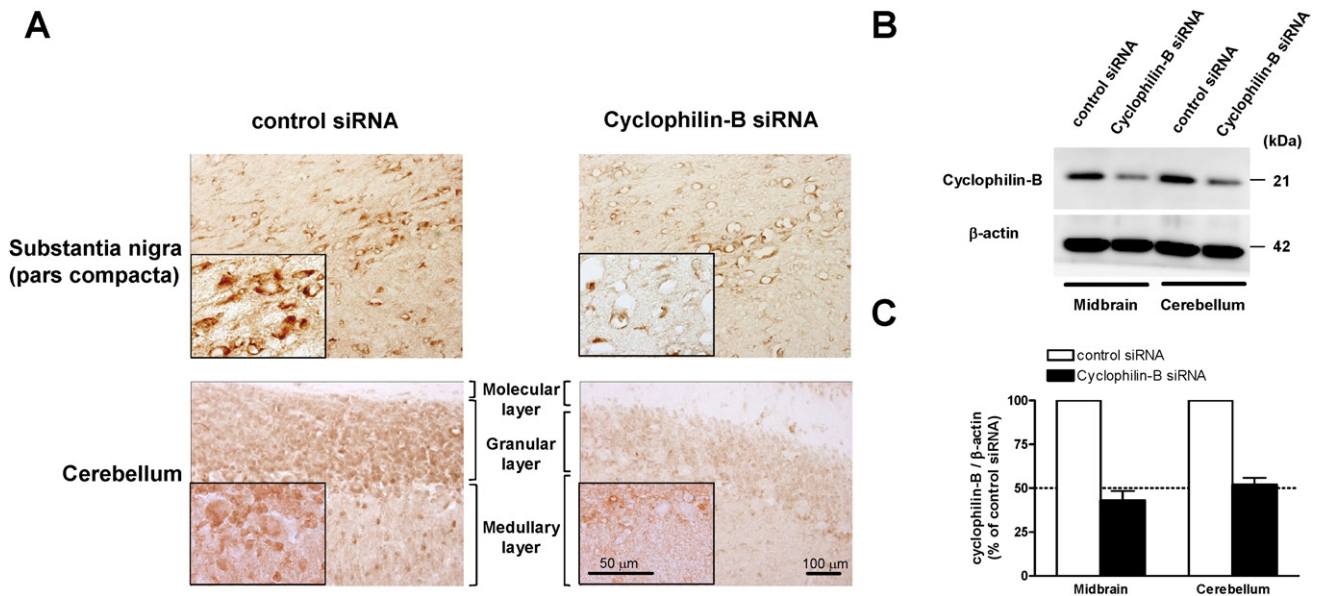 A
control siRNA
Cyclophilin-B siRNA
Substantia nigra
(pars compacta)
Cerebellum
Molecular
layer
Granular
layer
Medullary
layer
50 μm
100 μm
B
control siRNA
Cyclophilin-B siRNA
control siRNA
Cyclophilin-B siRNA
(kDa)
Cyclophilin-B
21
β-actin
42
Midbrain
Cerebellum
C
control siRNA
Cyclophilin-B siRNA
cyclophilin-B / β-actin
(% of control siRNA)
100
75
50
25
0
Midbrain
Cerebellum